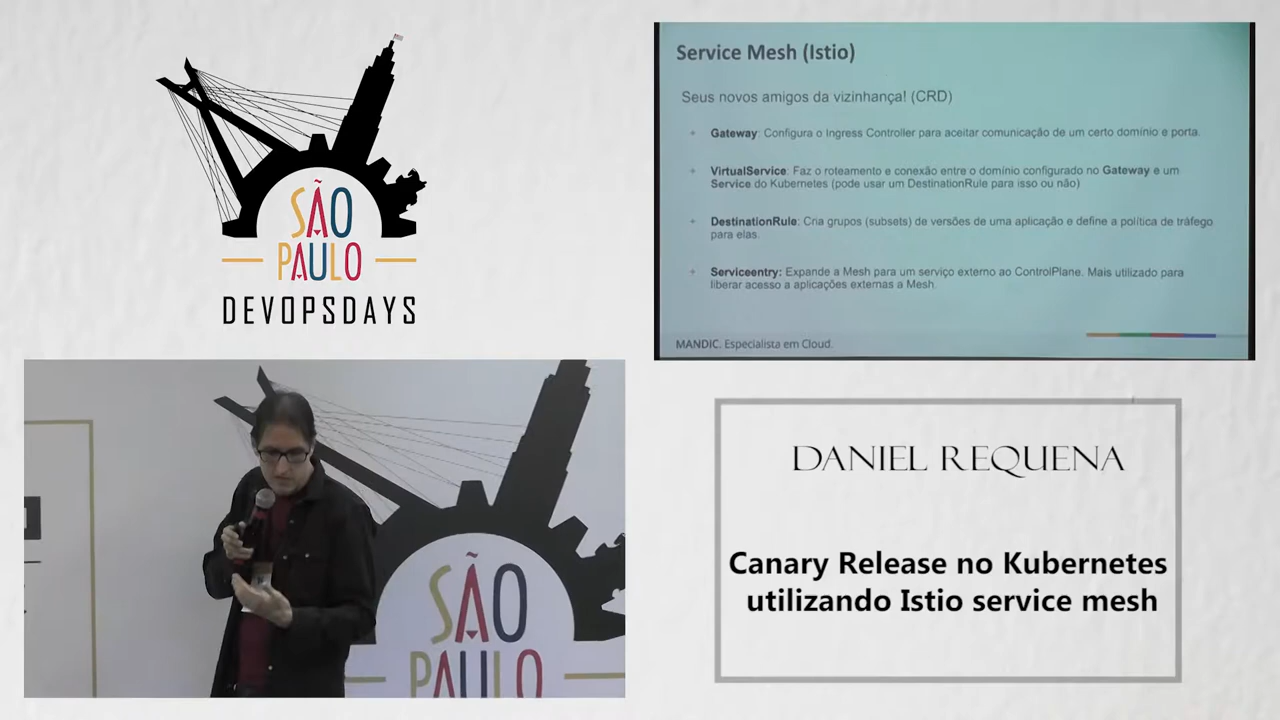 SÃO
PAULO
DEVOPSDAYS
Service Mesh (Istio)
Seus novos amigos da vizinhança! (CRD)
Gateway: Configura o Ingress Controller para aceitar comunicação de um certo domínio e porta.
VirtualService: Faz o roteamento e conexão entre o domínio configurado no Gateway e um
Service do Kubernetes (pode usar um DestinationRule para isso ou não)
DestinationRule: Cria grupos (subsets) de versões de uma aplicação e define a política de tráfego
para elas.
Serviceentry: Expande a Mesh para um serviço externo ao ControlPlane. Mais utilizado para
liberar acesso a aplicações externas a Mesh.
MANDIC. Especialista em Cloud.
SÃO
PAULO
DANIEL REQUENA
Canary Release no Kubernetes
utilizando Istio service mesh